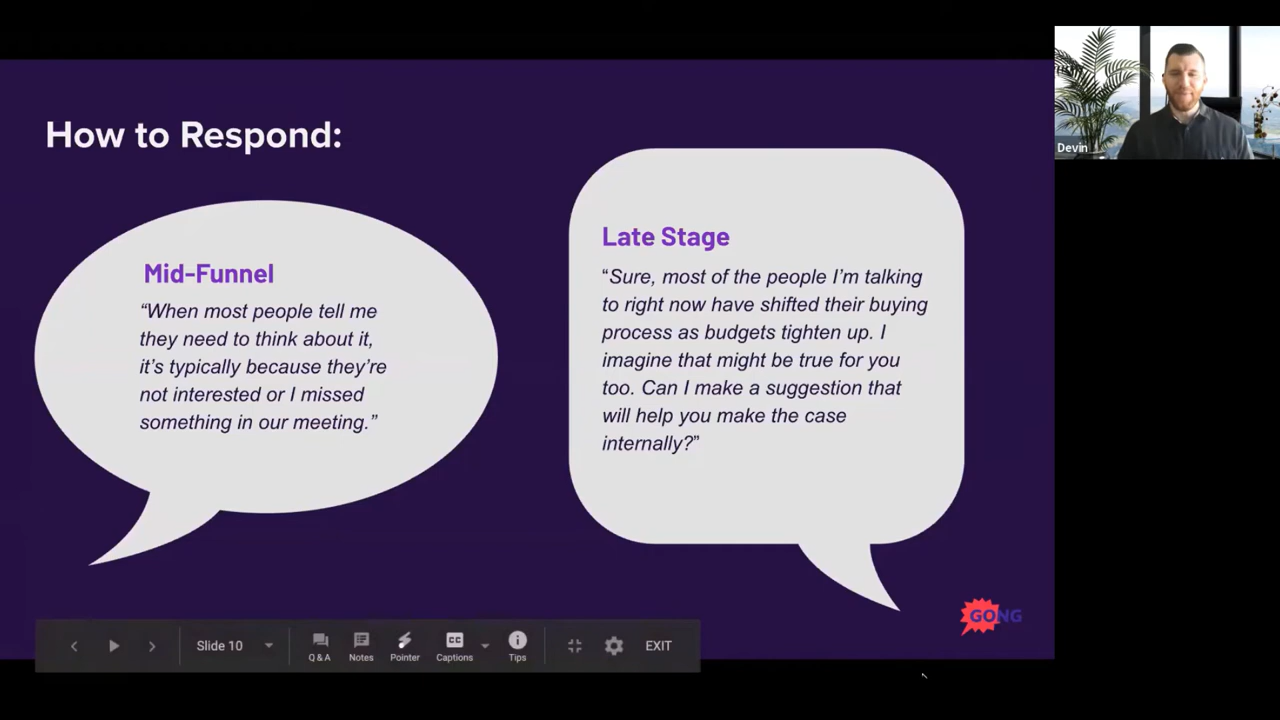 How to Respond:
Mid-Funnel
“When most people tell me
they need to think about it,
it’s typically because they’re
not interested or I missed
something in our meeting.”
Late Stage
“Sure, most of the people I’m talking
to right now have shifted their buying
process as budgets tighten up. I
imagine that might be true for you
too. Can I make a suggestion that
will help you make the case
internally?”
Devin
GONG
Slide 10
Q & A
Notes
Pointer
CC
Captions
Tips
EXIT